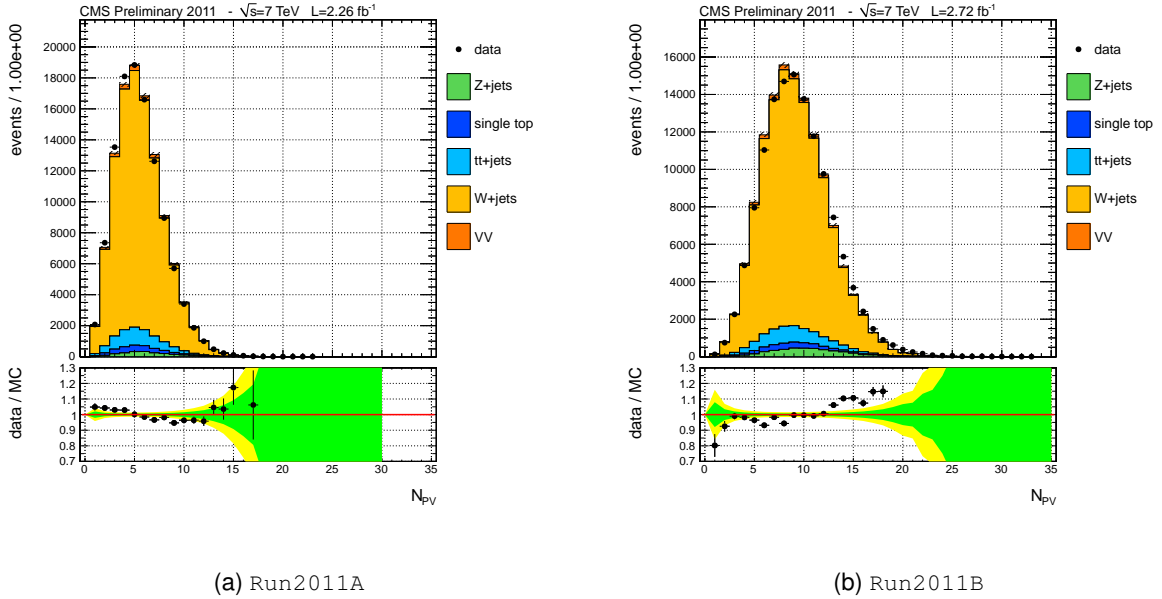 CMS Preliminary 2011 - √s=7 TeV L=2.26 fb⁻¹
events / 1.00e+00
20000
18000
16000
14000
12000
10000
8000
6000
4000
2000
0
data
Z+jets
single top
tt+jets
W+jets
VV
data / MC
1.3
1.2
1.1
1
0.9
0.8
0.7
0 5 10 15 20 25 30 35
N_PV
(a) Run2011A
CMS Preliminary 2011 - √s=7 TeV L=2.72 fb⁻¹
events / 1.00e+00
16000
14000
12000
10000
8000
6000
4000
2000
0
data
Z+jets
single top
tt+jets
W+jets
VV
data / MC
1.3
1.2
1.1
1
0.9
0.8
0.7
0 5 10 15 20 25 30 35
N_PV
(b) Run2011B